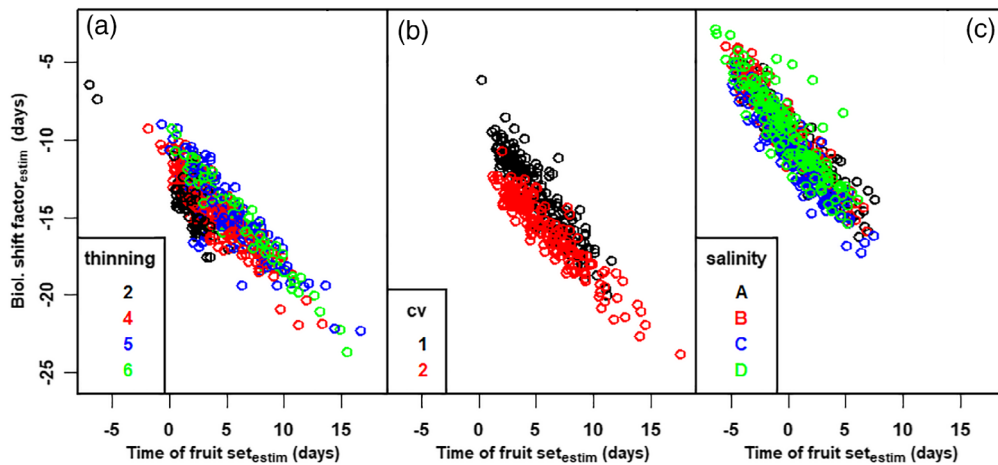 (a)
(b)
(c)
Biol. shift factorestim (days)
-5
-10
-15
-20
-25
thinning
2
4
5
6
cv
1
2
salinity
A
B
C
D
-5 0 5 10 15
-5 0 5 10 15
-5 0 5 10 15
Time of fruit setestim (days)
Time of fruit setestim (days)
Time of fruit setestim (days)